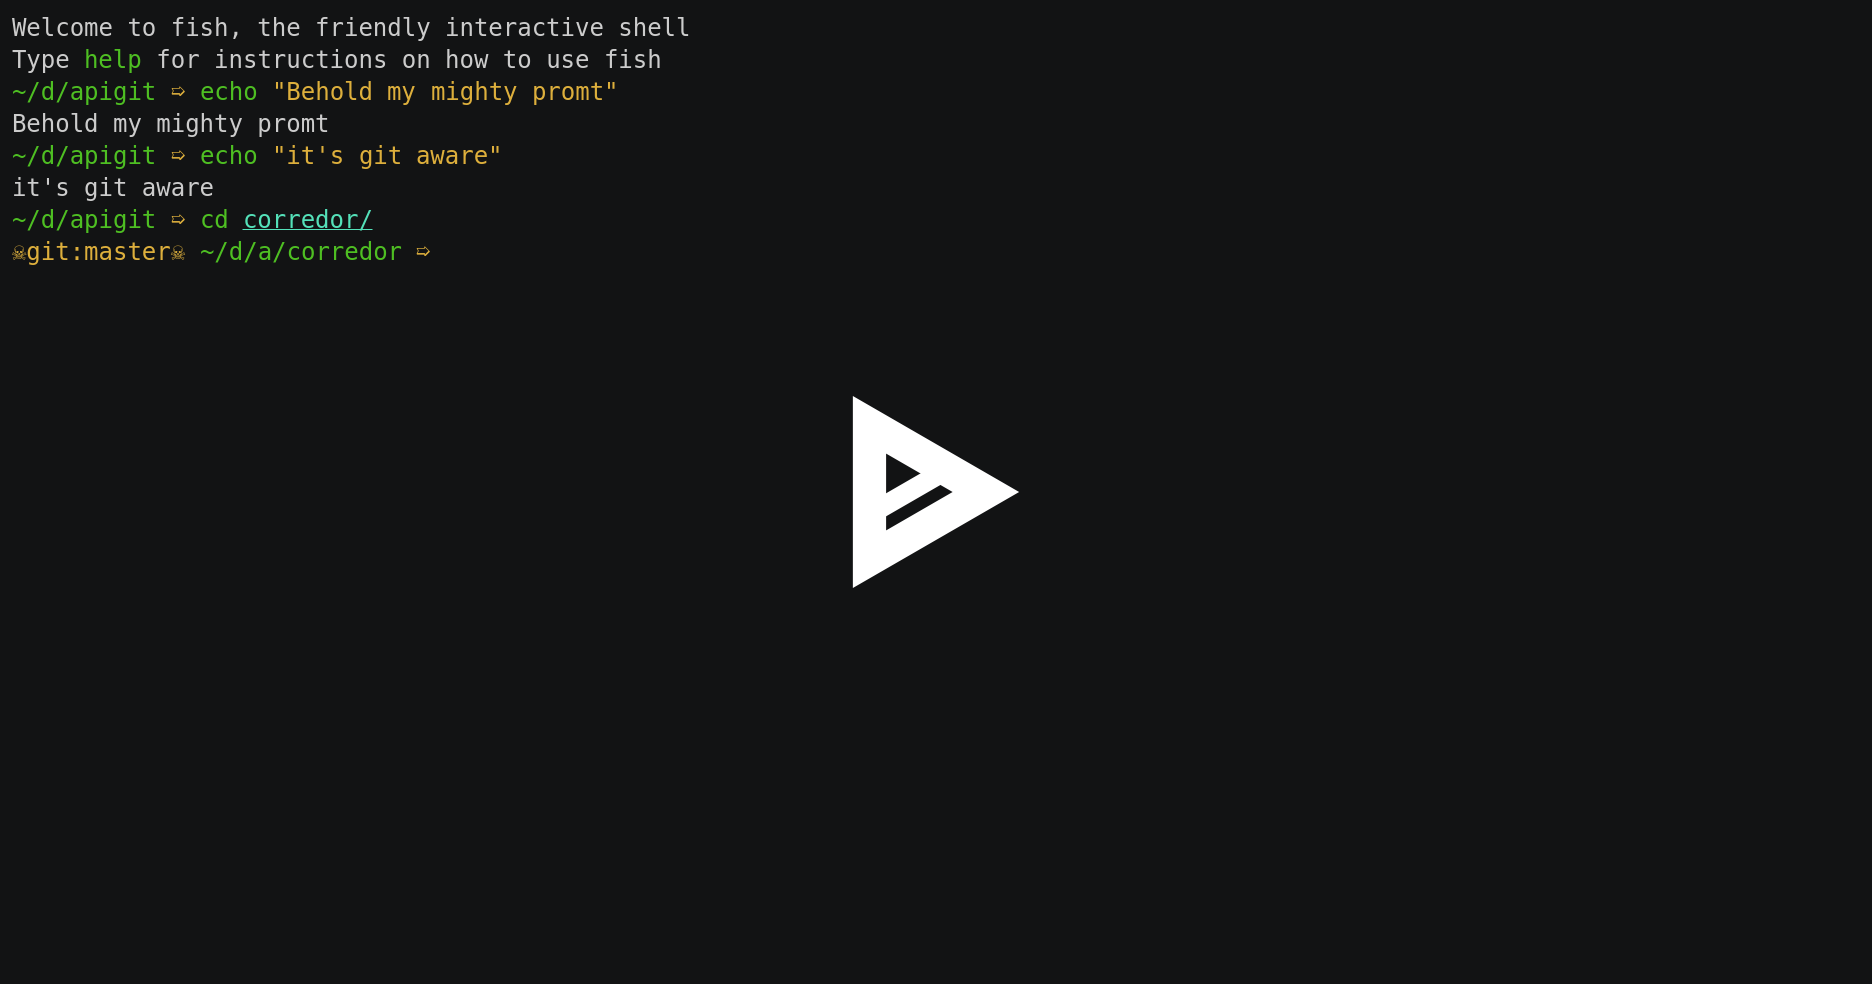 Welcome to fish, the friendly interactive shell
Type help for instructions on how to use fish
~/d/apigit ➯ echo "Behold my mighty promt"
Behold my mighty promt
~/d/apigit ➯ echo "it's git aware"
it's git aware
~/d/apigit ➯ cd corredor/
☠git:master☠ ~/d/a/corredor ➯